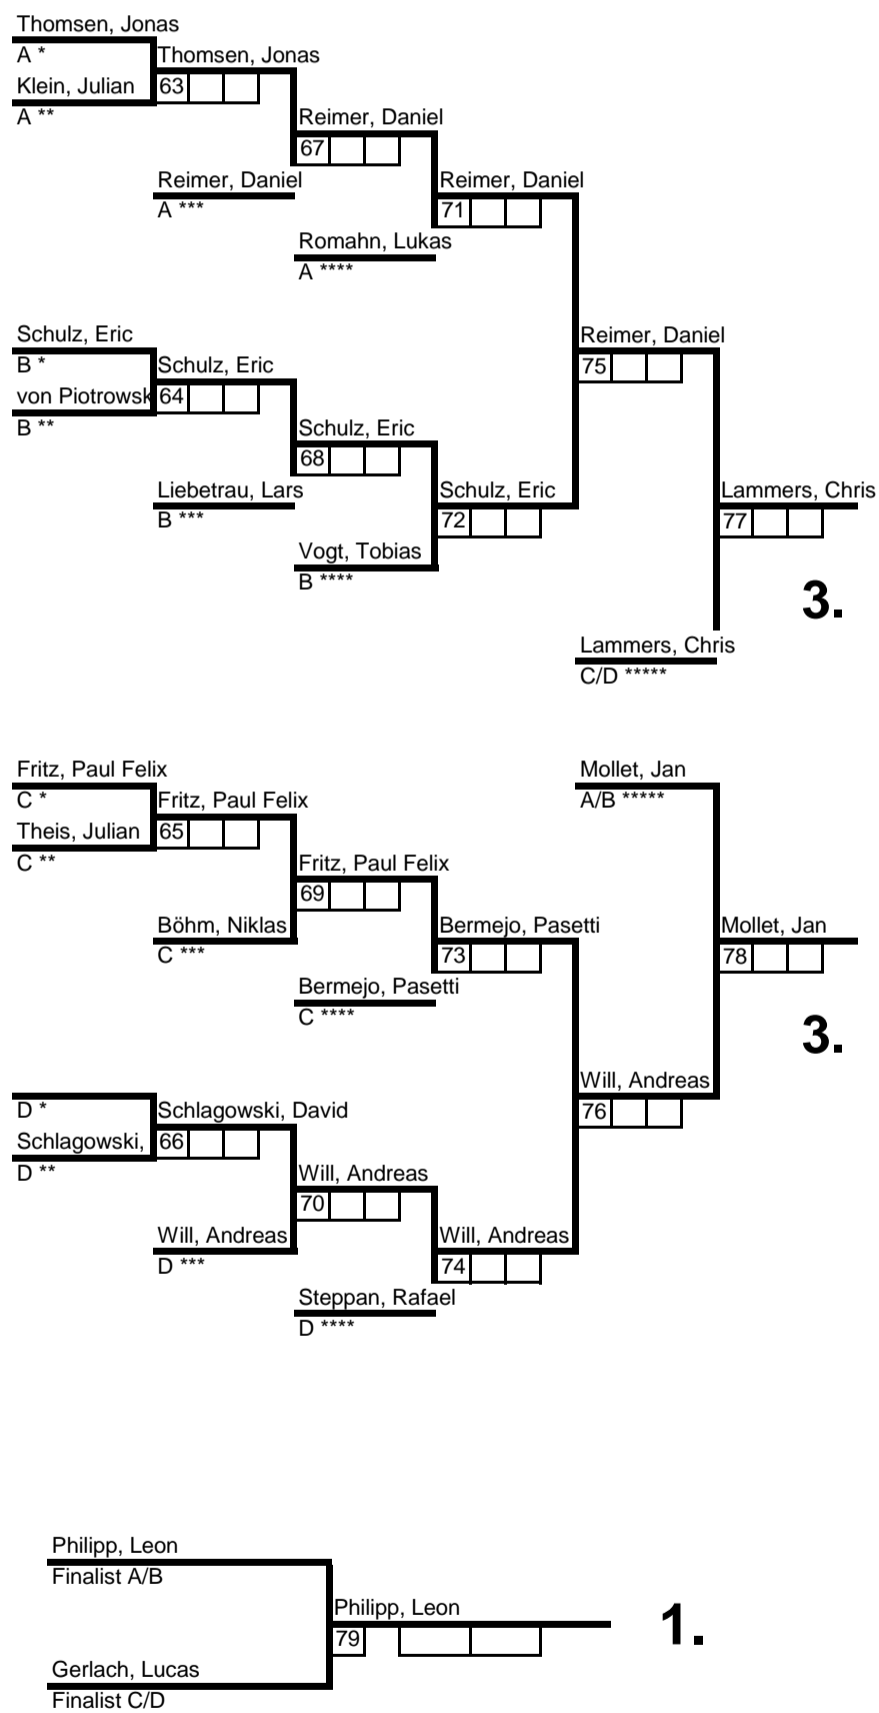 Thomsen, Jonas
A *
Thomsen, Jonas
Klein, Julian
63
A **
Reimer, Daniel
67
Reimer, Daniel
A ***
Reimer, Daniel
71
Romahn, Lukas
A ****
Schulz, Eric
B *
Schulz, Eric
von Piotrowsk
64
B **
Reimer, Daniel
75
Schulz, Eric
68
Liebetrau, Lars
B ***
Schulz, Eric
72
Lammers, Chris
77
Vogt, Tobias
B ****
3.
Lammers, Chris
C/D *****
Fritz, Paul Felix
C *
Fritz, Paul Felix
Theis, Julian
65
C **
Mollet, Jan
A/B *****
Fritz, Paul Felix
69
Böhm, Niklas
C ***
Bermejo, Pasetti
73
Mollet, Jan
78
Bermejo, Pasetti
C ****
3.
D *
Schlagowski, David
Schlagowski,
66
D **
Will, Andreas
76
Will, Andreas
70
Will, Andreas
D ***
Will, Andreas
74
Steppan, Rafael
D ****
Philipp, Leon
Finalist A/B
Philipp, Leon
79
1.
Gerlach, Lucas
Finalist C/D